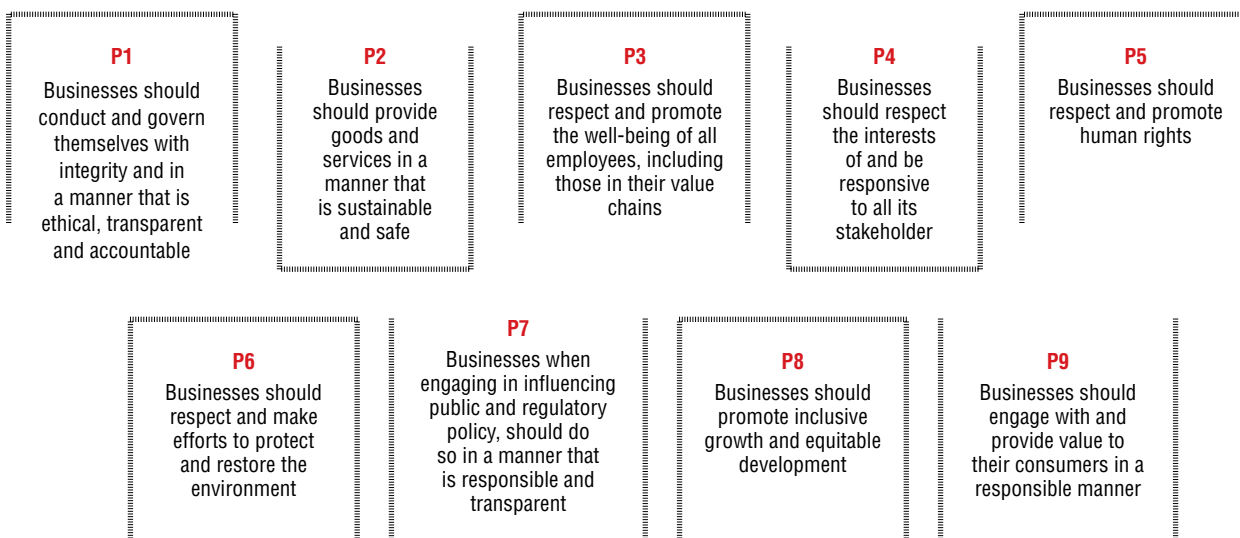 P1
Businesses should
conduct and govern
themselves with
integrity and in
a manner that is
ethical, transparent
and accountable
P2
Businesses
should provide
goods and
services in a
manner that
is sustainable
and safe
P3
Businesses should
respect and promote
the well-being of all
employees, including
those in their value
chains
P4
Businesses
should respect
the interests
of and be
responsive
to all its
stakeholder
P5
Businesses should
respect and promote
human rights
P6
Businesses should
respect and make
efforts to protect
and restore the
environment
P7
Businesses when
engaging in influencing
public and regulatory
policy, should do
so in a manner that
is responsible and
transparent
P8
Businesses should
promote inclusive
growth and equitable
development
P9
Businesses should
engage with and
provide value to
their consumers in a
responsible manner